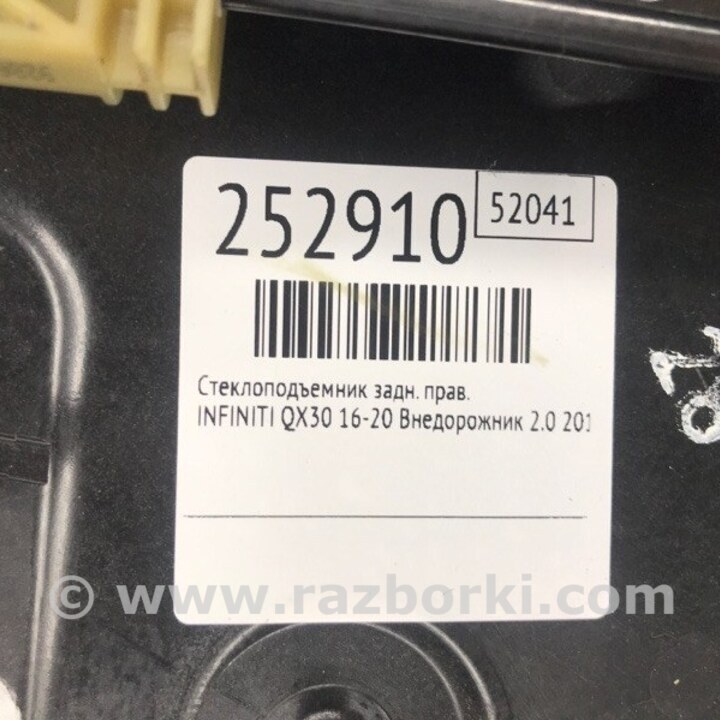 252910
52041
Стеклоподъемник задн. прав.
INFINITI QX30 16-20 Внедорожник 2.0 201
© www.razborki.com